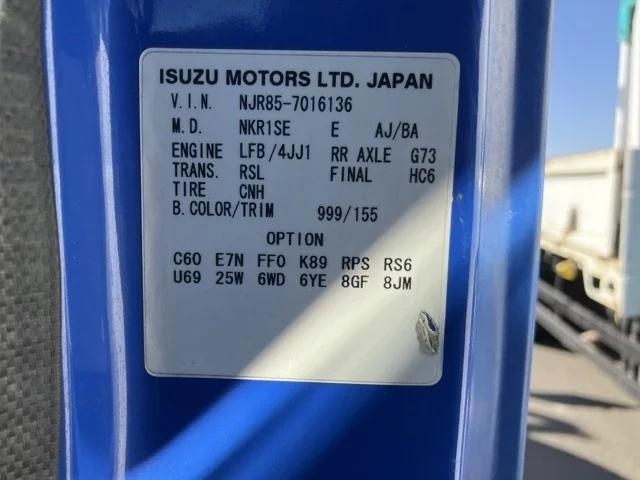 ISUZU MOTORS LTD. JAPAN
V.I.N. NJR85-7016136
M.D. NKR1SE E AJ/BA
ENGINE LFB/4JJ1 RR AXLE G73
TRANS. RSL FINAL HC6
TIRE CNH
B.COLOR/TRIM 999/155
OPTION
C60 E7N FF0 K89 RPS RS6
U69 25W 6WD 6YE 8GF 8JM